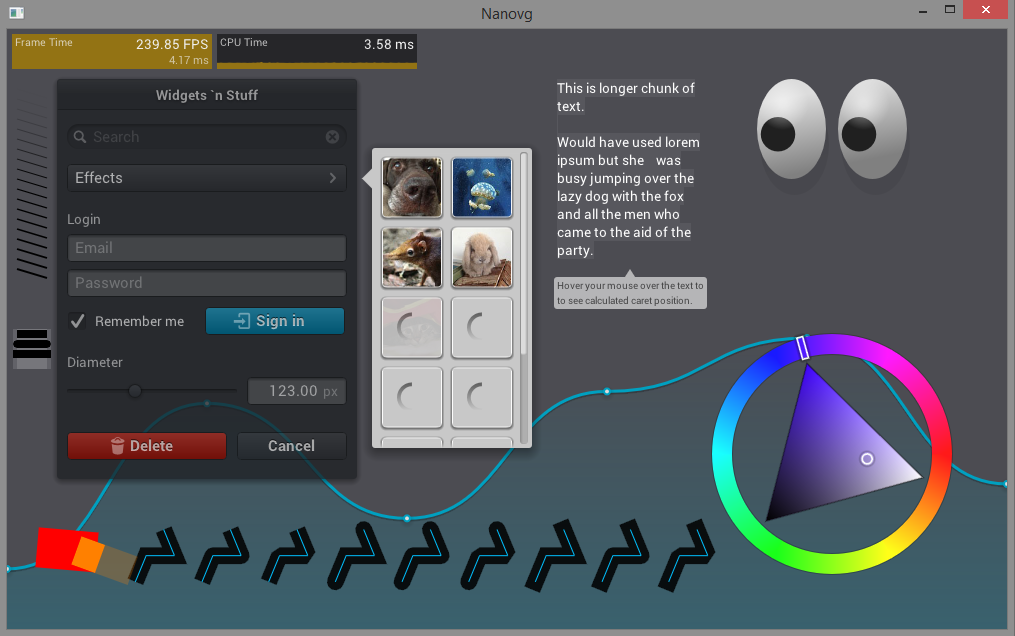 Nanovg
Frame Time
239.85 FPS
4.17 ms
CPU Time
3.58 ms
Widgets `n Stuff
Search
Effects
Login
Email
Password
Remember me
Sign in
Diameter
123.00 px
Delete
Cancel
This is longer chunk of
text.
Would have used lorem
ipsum but she    was
busy jumping over the
lazy dog with the fox
and all the men who
came to the aid of the
party.
Hover your mouse over the text to
to see calculated caret position.